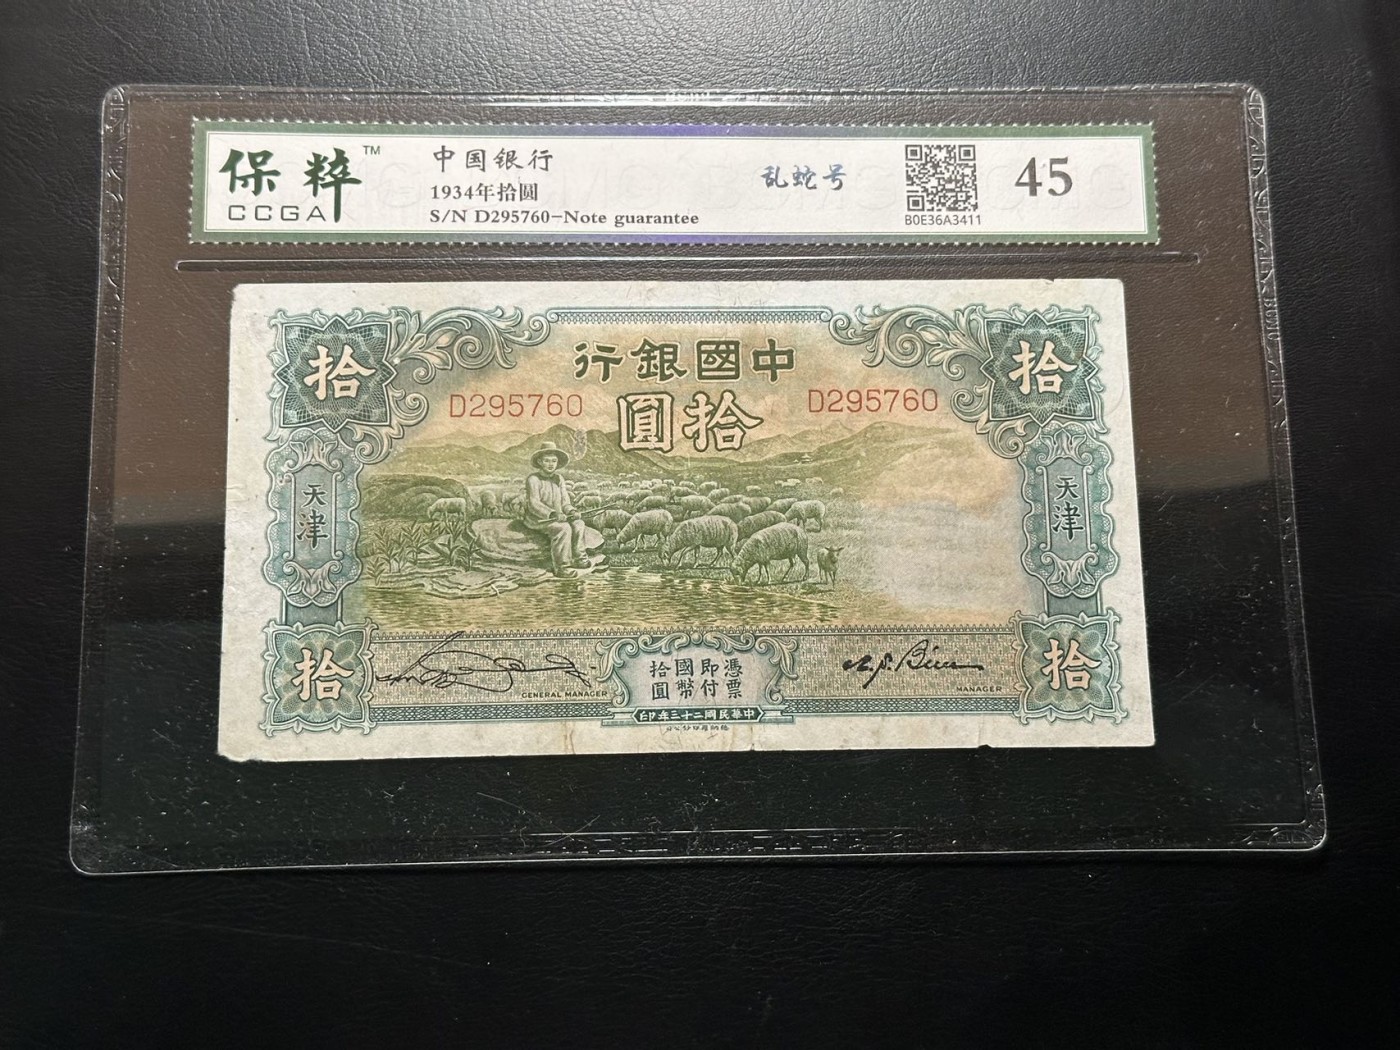 保粹™
CCGA
中国银行
1934年拾圆
S/N D295760-Note guarantee
乱蛇号
B0E36A3411
45
拾
行銀國中
拾
D295760
圓拾
D295760
天津
天津
拾
GENERAL MANAGER
憑票
即付
國幣
拾圓
MANAGER
拾
印年三十二國民華中